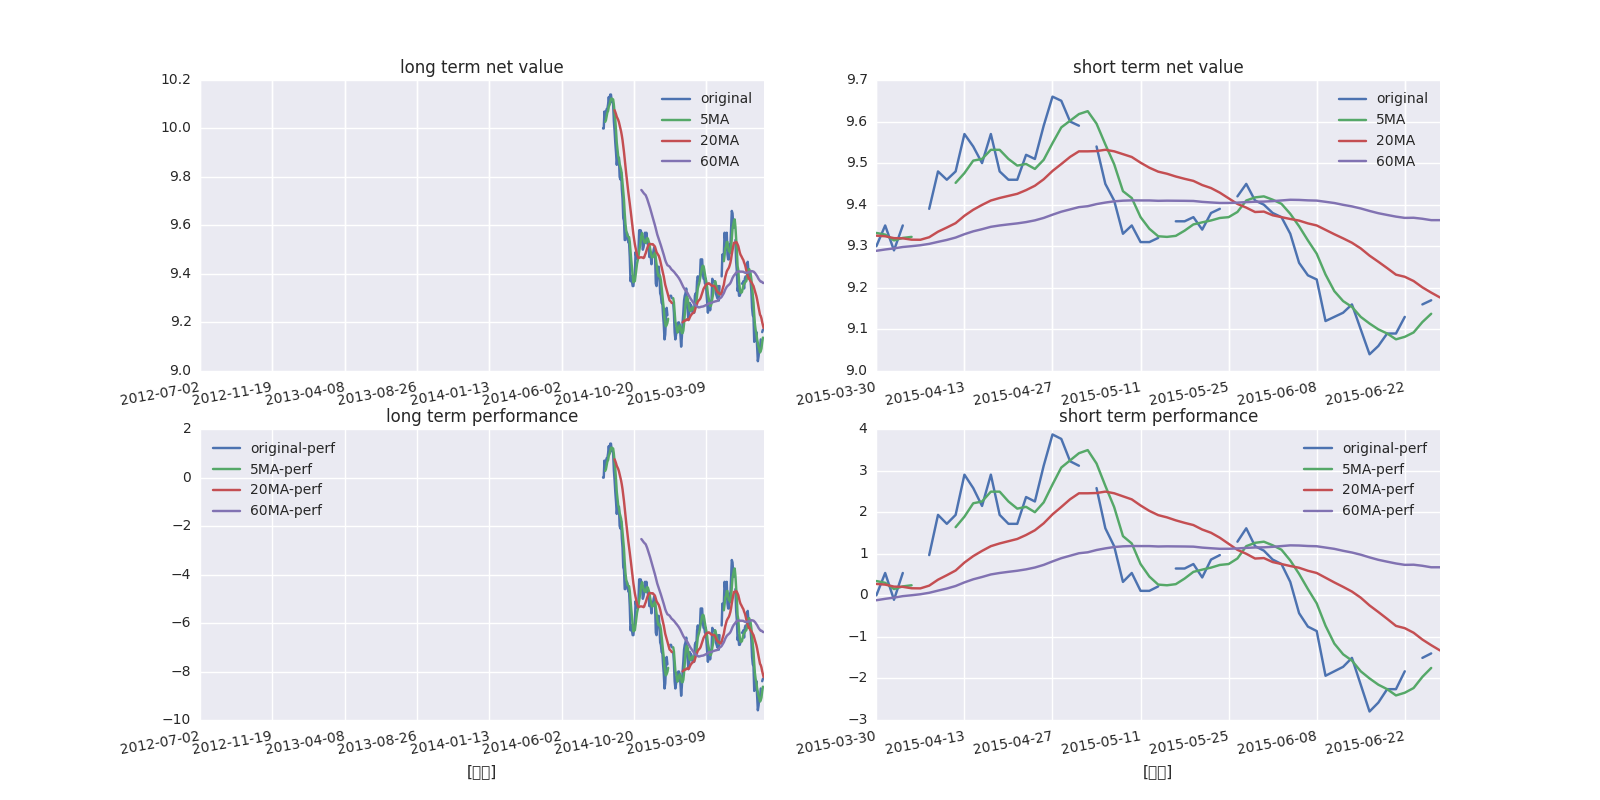 long term net value
10.2
10.0
9.8
9.6
9.4
9.2
9.0
original
5MA
20MA
60MA
2012-07-02 2012-11-19 2013-04-08 2013-08-26 2014-01-13 2014-06-02 2014-10-20 2015-03-09
short term net value
9.7
9.6
9.5
9.4
9.3
9.2
9.1
9.0
original
5MA
20MA
60MA
2015-03-30 2015-04-13 2015-04-27 2015-05-11 2015-05-25 2015-06-08 2015-06-22
long term performance
2
0
−2
−4
−6
−8
−10
original-perf
5MA-perf
20MA-perf
60MA-perf
2012-07-02 2012-11-19 2013-04-08 2013-08-26 2014-01-13 2014-06-02 2014-10-20 2015-03-09
short term performance
4
3
2
1
0
−1
−2
−3
original-perf
5MA-perf
20MA-perf
60MA-perf
2015-03-30 2015-04-13 2015-04-27 2015-05-11 2015-05-25 2015-06-08 2015-06-22